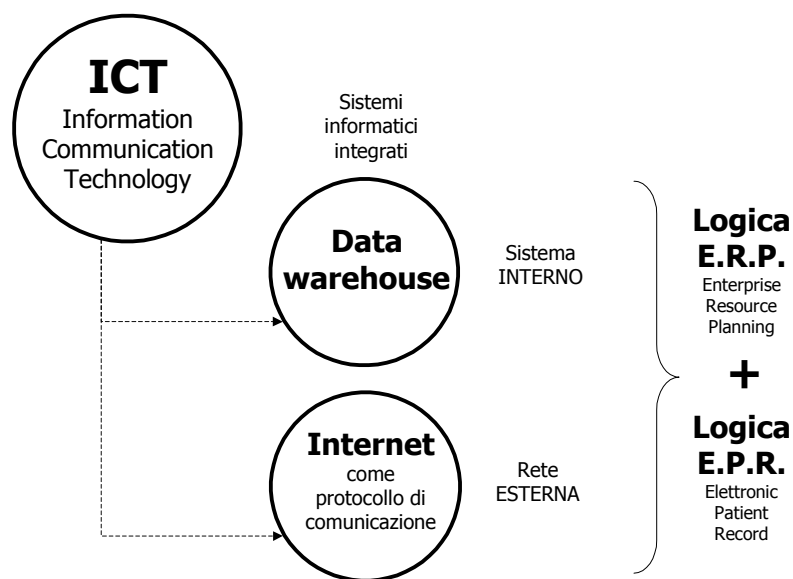 ICT
Information
Communication
Technology
Sistemi
informatici
integrati
Data
warehouse
Sistema
INTERNO
Internet
come
protocollo di
comunicazione
Rete
ESTERNA
Logica
E.R.P.
Enterprise
Resource
Planning
+
Logica
E.P.R.
Elettronic
Patient
Record